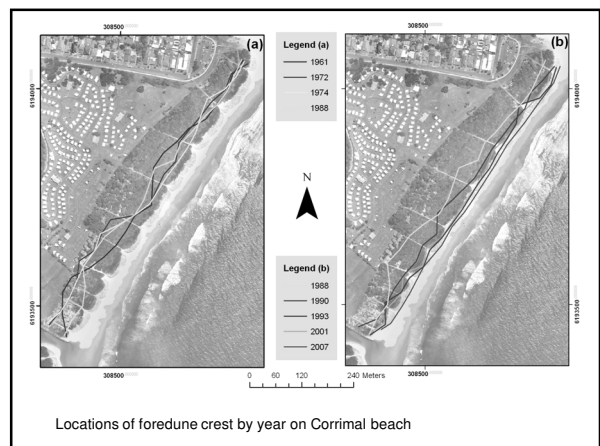 308500
(a)
6194000
6193500
308500
Legend (a)
1961
1972
1974
1988
N
Legend (b)
1988
1990
1993
2001
2007
0 60 120 240 Meters
308500
(b)
6194000
6193500
308500
Locations of foredune crest by year on Corrimal beach